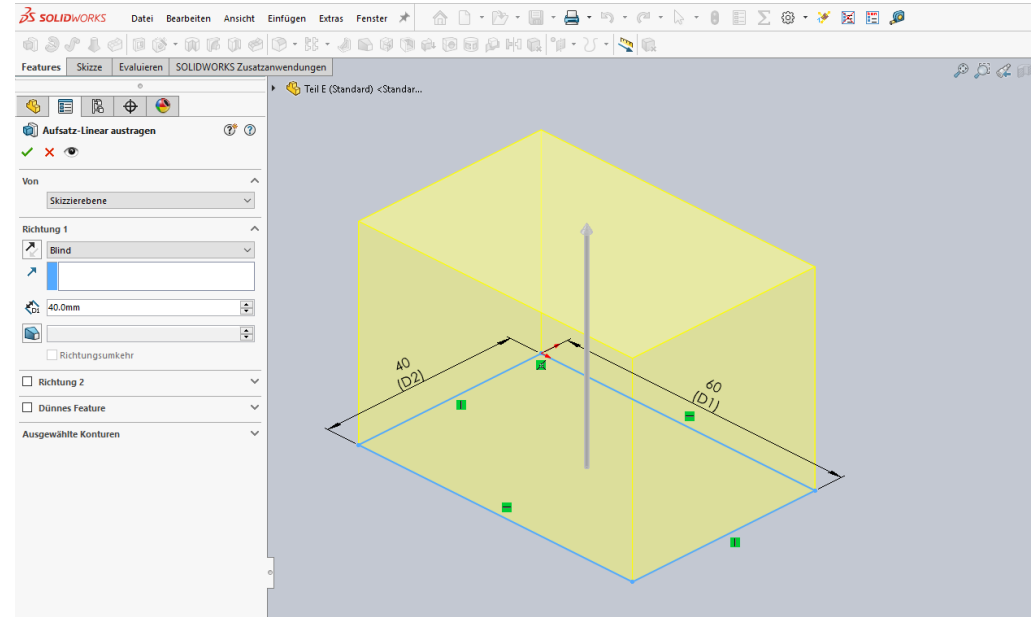 SOLIDWORKS Datei Bearbeiten Ansicht Einfügen Extras Fenster
Features Skizze Evaluieren SOLIDWORKS Zusatzanwendungen
Teil E (Standard) <Standar...
Aufsatz-Linear austragen
Von
Skizzierebene
Richtung 1
Blind
D1
40.0mm
Richtungsumkehr
Richtung 2
Dünnes Feature
Ausgewählte Konturen
40
(D2)
60
(D1)